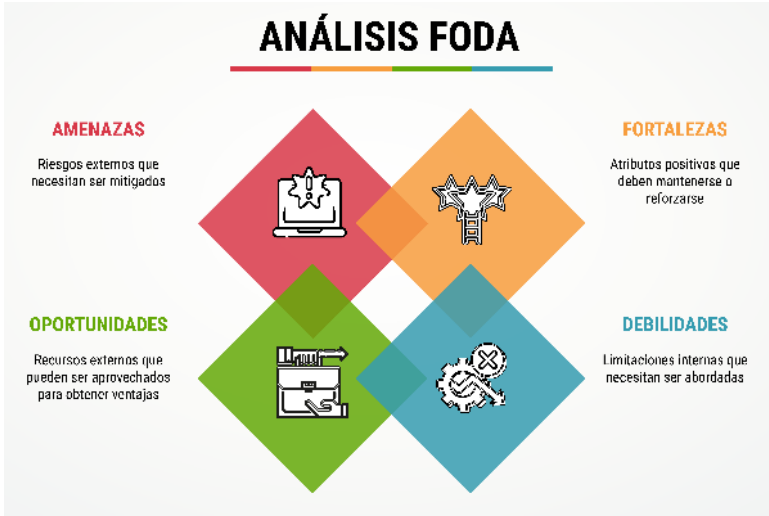 ANÁLISIS FODA
AMENAZAS
Riesgos externos que
necesitan ser mitigados
FORTALEZAS
Atributos positivos que
deben mantenerse o
reforzarse
OPORTUNIDADES
Recursos externos que
pueden ser aprovechados
para obtener ventajas
DEBILIDADES
Limitaciones internas que
necesitan ser abordadas